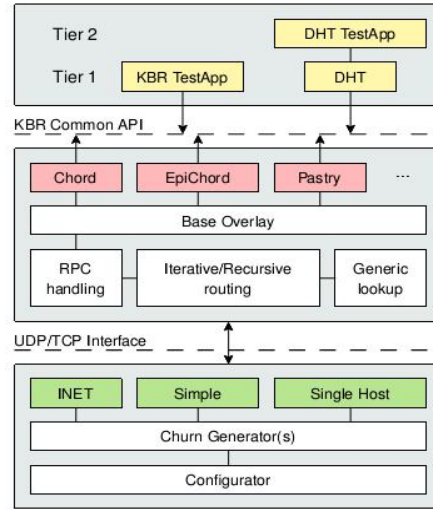 Tier 2
DHT TestApp
Tier 1
KBR TestApp
DHT
KBR Common API
Chord
EpiChord
Pastry
...
Base Overlay
RPC
handling
Iterative/Recursive
routing
Generic
lookup
UDP/TCP Interface
INET
Simple
Single Host
Churn Generator(s)
Configurator